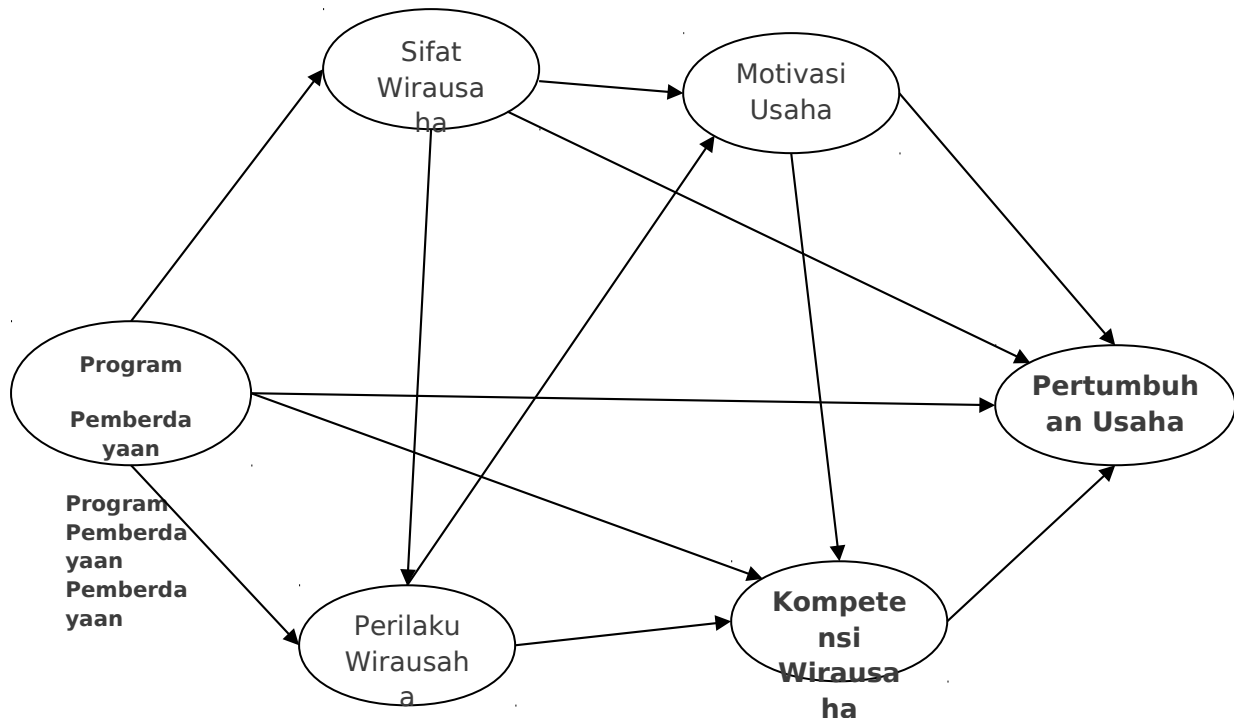 Sifat
Wirausa
ha
Motivasi
Usaha
Program
Pemberda
yaan
Pertumbuh
an Usaha
Program
Pemberda
yaan
Pemberda
yaan
Perilaku
Wirausah
a
Kompete
nsi
Wirausa
ha